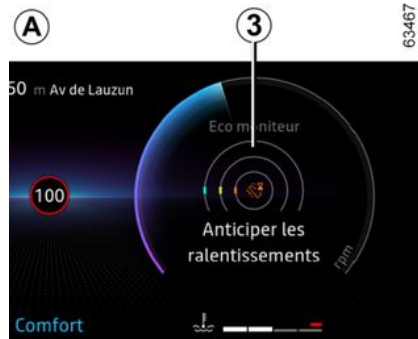 A
3
63467
50 m Av de Lauzun
Eco moniteur
100
Anticiper les
ralentissements
rpm
Comfort